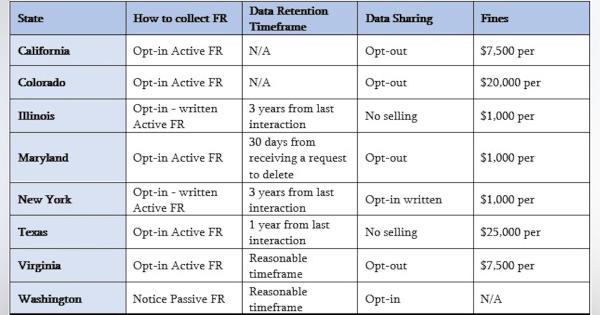 State How to collect FR Data Retention Timeframe Data Sharing Fines
California Opt-in Active FR N/A Opt-out $7,500 per
Colorado Opt-in Active FR N/A Opt-out $20,000 per
Illinois Opt-in - written Active FR 3 years from last interaction No selling $1,000 per
Maryland Opt-in Active FR 30 days from receiving a request to delete Opt-out $1,000 per
New York Opt-in - written Active FR 3 years from last interaction Opt-in written $1,000 per
Texas Opt-in Active FR 1 year from last interaction No selling $25,000 per
Virginia Opt-in Active FR Reasonable timeframe Opt-out $7,500 per
Washington Notice Passive FR Reasonable timeframe Opt-in N/A